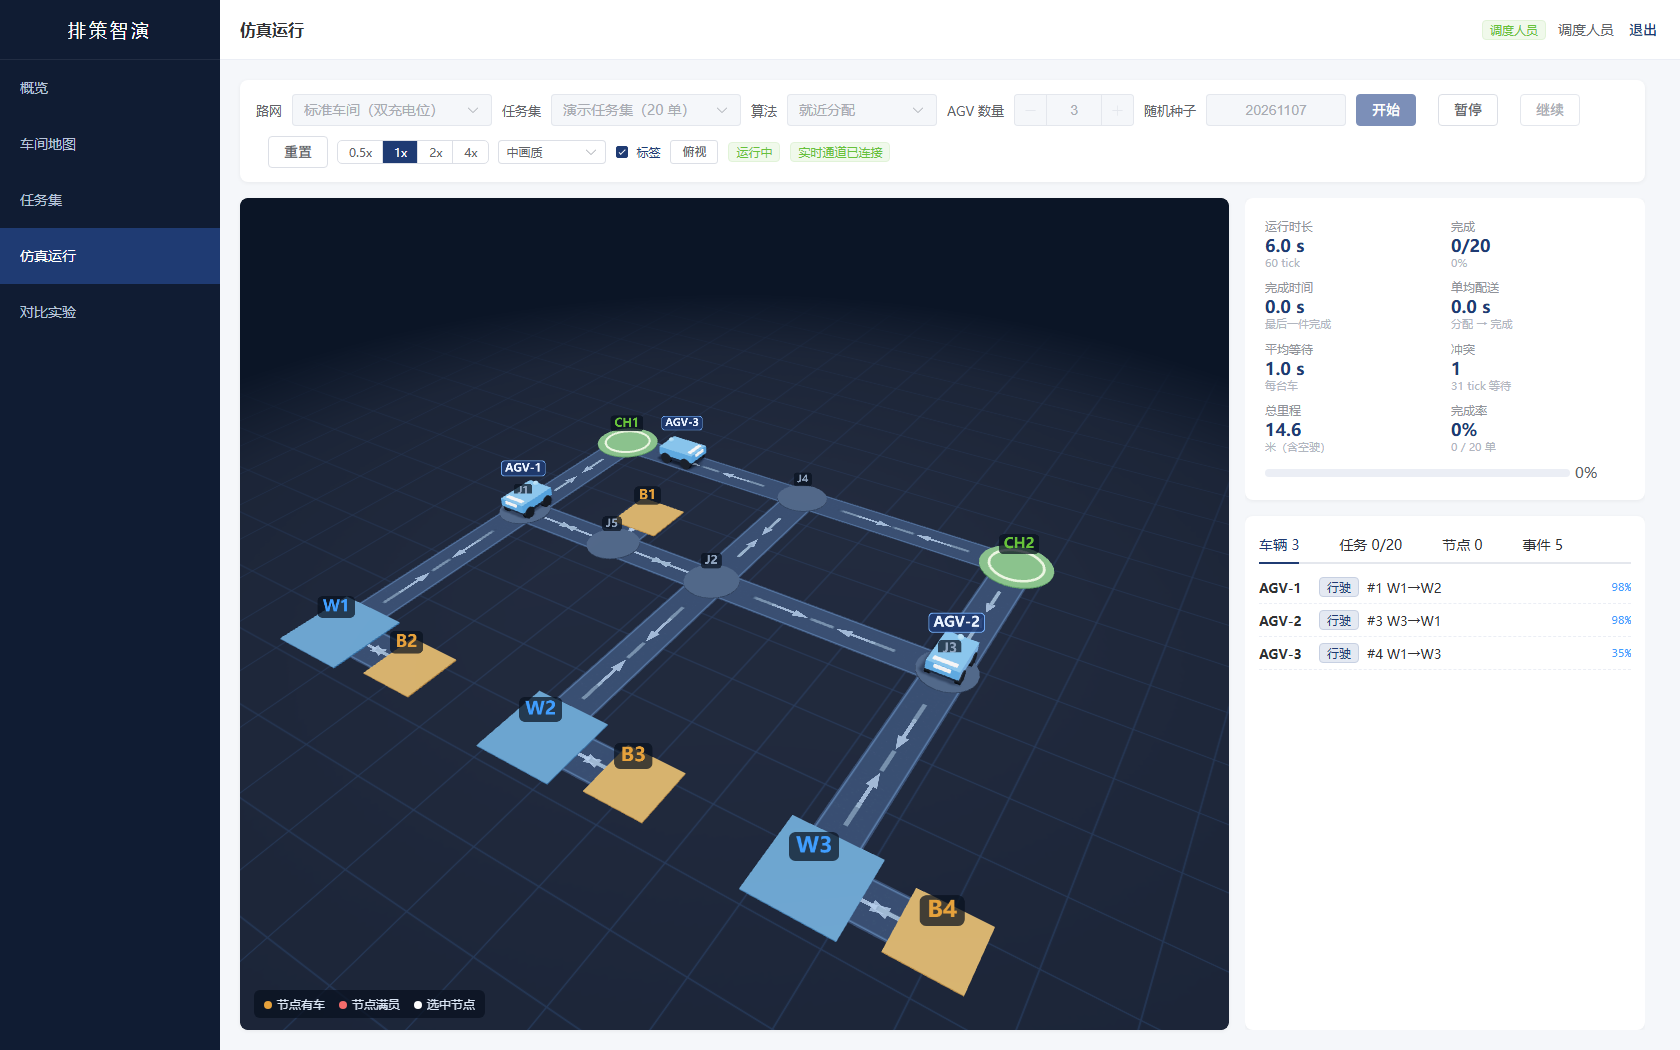 排策智演
概览
车间地图
任务集
仿真运行
对比实验
仿真运行
调度人员 调度人员 退出
路网 标准车间（双充电位） 任务集 演示任务集（20 单） 算法 就近分配 AGV 数量 − 3 + 随机种子 20261107 开始 暂停 继续
重置 0.5x 1x 2x 4x 中画质 标签 俯视 运行中 实时通道已连接
CH1 AGV-3
AGV-1
J1
B1
J4
J5
J2
CH2
W1
B2
AGV-2
J3
W2
B3
W3
B4
节点有车 节点满员 选中节点
运行时长 完成
6.0 s 0/20
60 tick 0%
完成时间 单均配送
0.0 s 0.0 s
最后一件完成 分配 → 完成
平均等待 冲突
1.0 s 1
每台车 31 tick 等待
总里程 完成率
14.6 0%
米（含空驶） 0 / 20 单
0%
车辆 3 任务 0/20 节点 0 事件 5
AGV-1 行驶 #1 W1→W2 98%
AGV-2 行驶 #3 W3→W1 98%
AGV-3 行驶 #4 W1→W3 35%